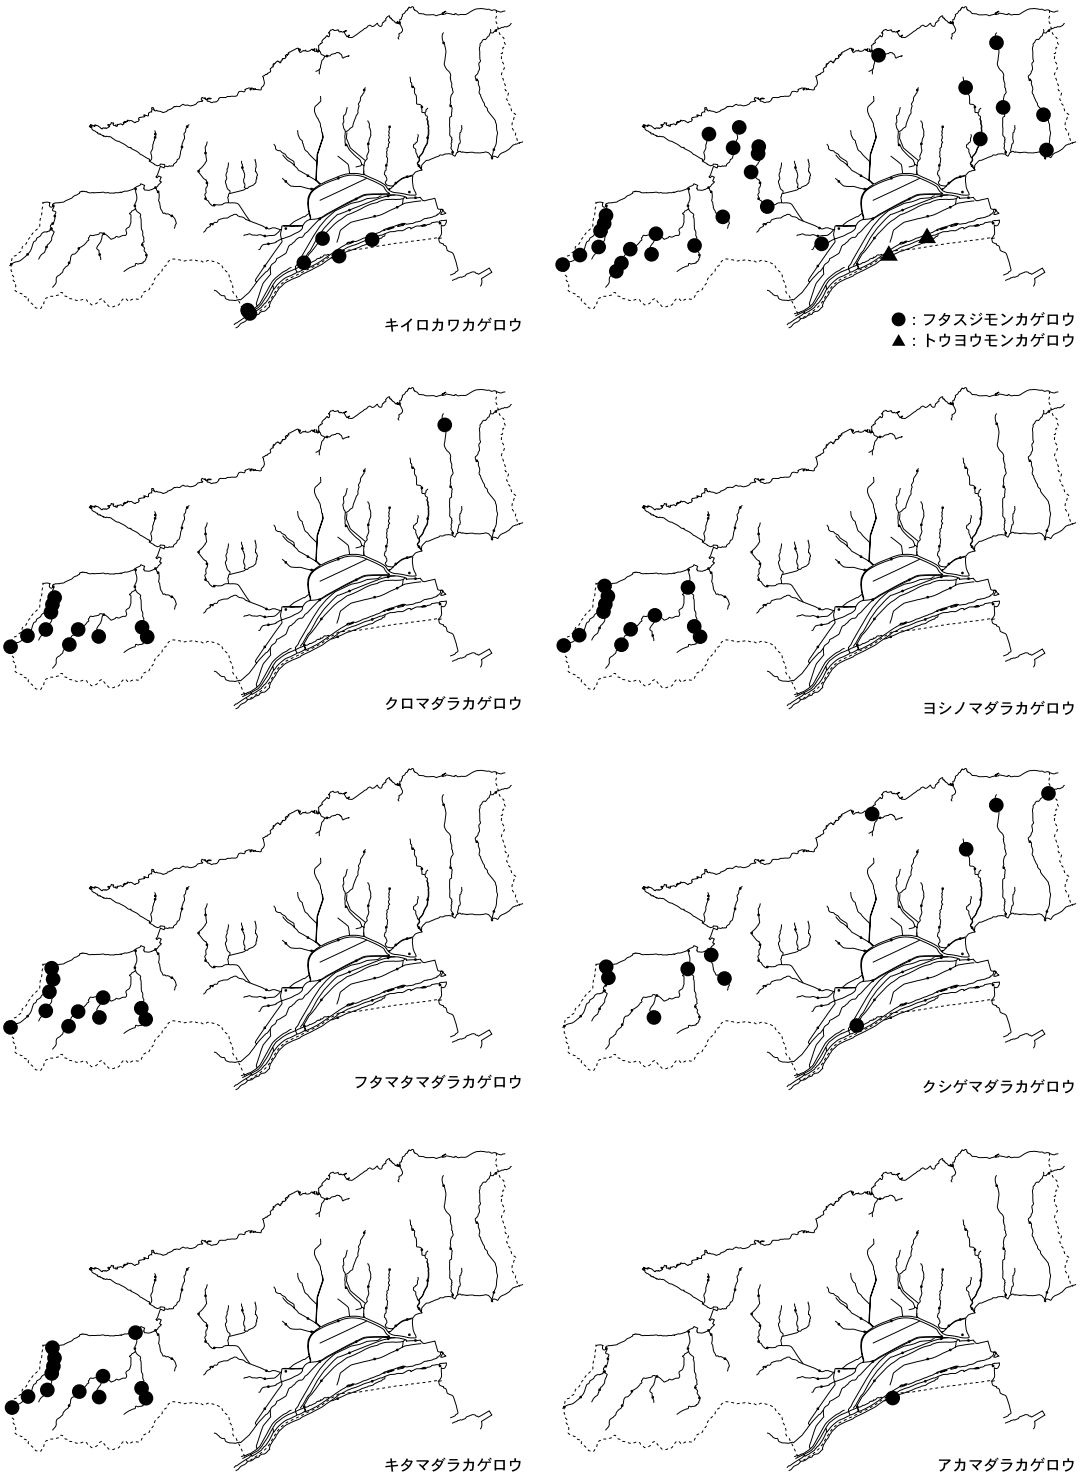 キイロカワカゲロウ
● : フタスジモンカゲロウ
▲ : トウヨウモンカゲロウ
クロマダラカゲロウ
ヨシノマダラカゲロウ
フタマタマダラカゲロウ
クシゲマダラカゲロウ
キタマダラカゲロウ
アカマダラカゲロウ